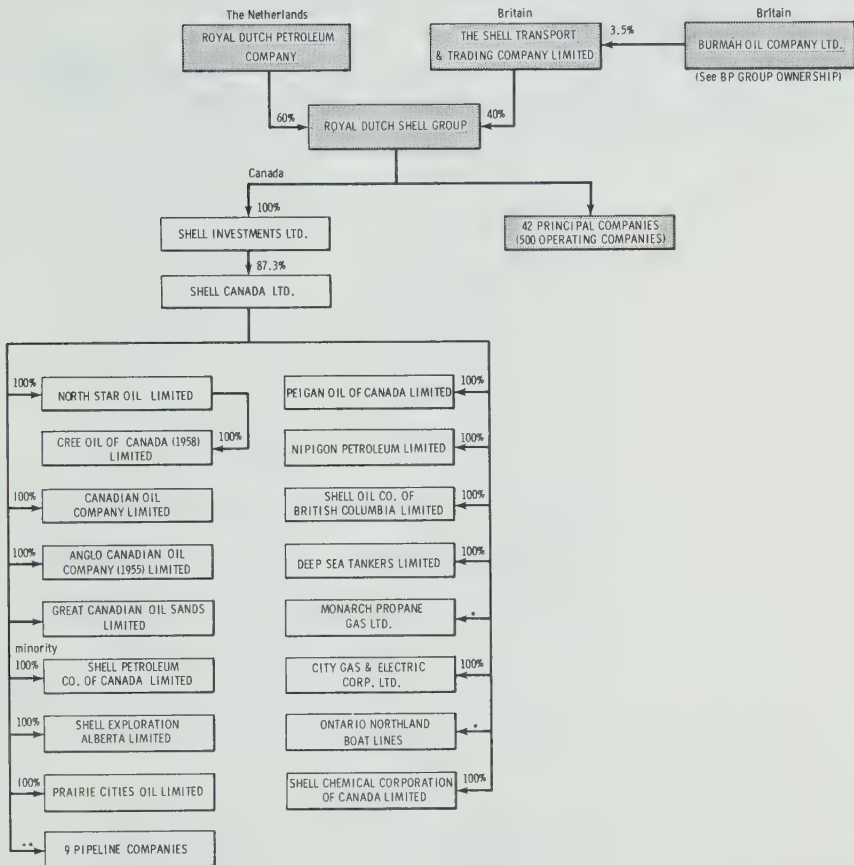 The Netherlands
ROYAL DUTCH PETROLEUM
COMPANY
Britain
THE SHELL TRANSPORT
& TRADING COMPANY LIMITED
3.5%
Britain
BURMAH OIL COMPANY LTD.
(See BP GROUP OWNERSHIP)
60%
ROYAL DUTCH SHELL GROUP
40%
Canada
100%
SHELL INVESTMENTS LTD.
42 PRINCIPAL COMPANIES
(500 OPERATING COMPANIES)
87.3%
SHELL CANADA LTD.
100%
NORTH STAR OIL LIMITED
CREE OIL OF CANADA (1958)
LIMITED
100%
100%
CANADIAN OIL
COMPANY LIMITED
100%
ANGLO CANADIAN OIL
COMPANY (1955) LIMITED
GREAT CANADIAN OIL SANDS
LIMITED
minority
100%
SHELL PETROLEUM
CO. OF CANADA LIMITED
100%
SHELL EXPLORATION
ALBERTA LIMITED
100%
PRAIRIE CITIES OIL LIMITED
**
9 PIPELINE COMPANIES
PEIGAN OIL OF CANADA LIMITED
100%
NIPIGON PETROLEUM LIMITED
100%
SHELL OIL CO. OF
BRITISH COLUMBIA LIMITED
100%
DEEP SEA TANKERS LIMITED
100%
MONARCH PROPANE
GAS LTD.
*
CITY GAS & ELECTRIC
CORP. LTD.
100%
ONTARIO NORTHLAND
BOAT LINES
*
SHELL CHEMICAL CORPORATION
OF CANADA LIMITED
100%